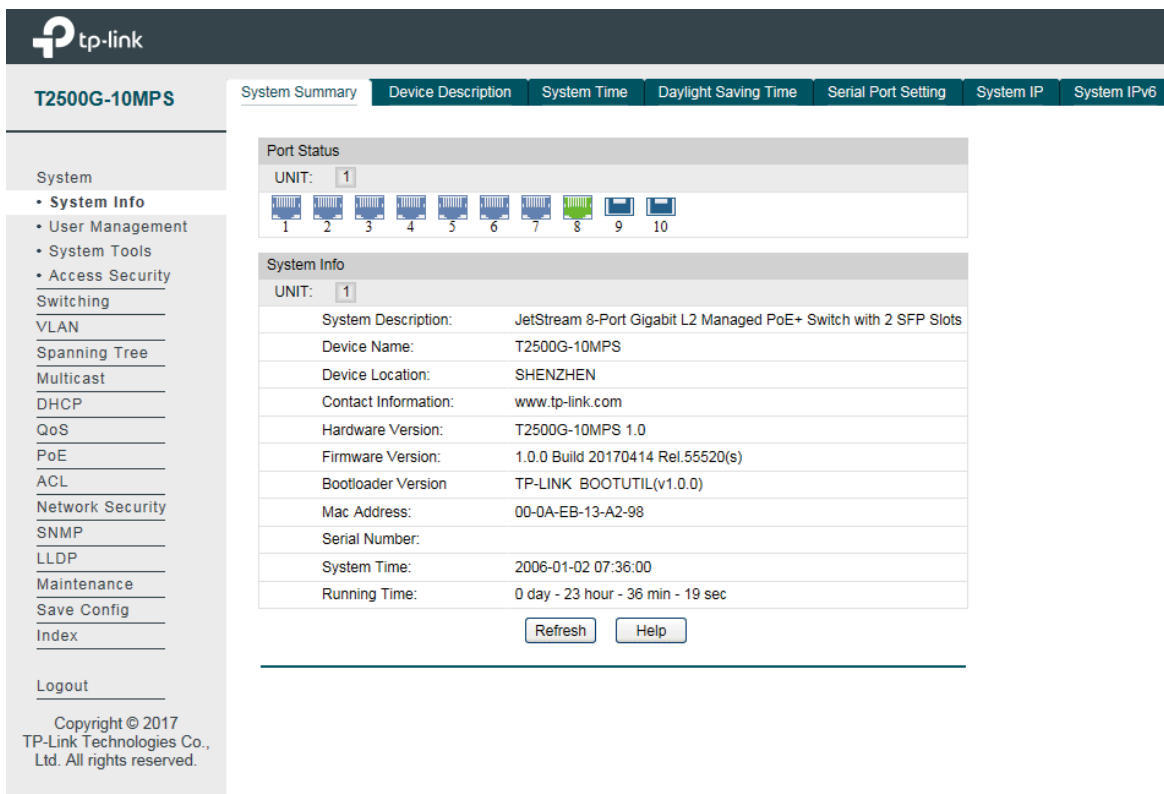 tp-link
T2500G-10MPS
System Summary Device Description System Time Daylight Saving Time Serial Port Setting System IP System IPv6
System
• System Info
• User Management
• System Tools
• Access Security
Switching
VLAN
Spanning Tree
Multicast
DHCP
QoS
PoE
ACL
Network Security
SNMP
LLDP
Maintenance
Save Config
Index
Logout
Copyright © 2017
TP-Link Technologies Co.,
Ltd. All rights reserved.
Port Status
UNIT: 1
1 2 3 4 5 6 7 8 9 10
System Info
UNIT: 1
System Description: JetStream 8-Port Gigabit L2 Managed PoE+ Switch with 2 SFP Slots
Device Name: T2500G-10MPS
Device Location: SHENZHEN
Contact Information: www.tp-link.com
Hardware Version: T2500G-10MPS 1.0
Firmware Version: 1.0.0 Build 20170414 Rel.55520(s)
Bootloader Version TP-LINK BOOTUTIL(v1.0.0)
Mac Address: 00-0A-EB-13-A2-98
Serial Number:
System Time: 2006-01-02 07:36:00
Running Time: 0 day - 23 hour - 36 min - 19 sec
Refresh Help